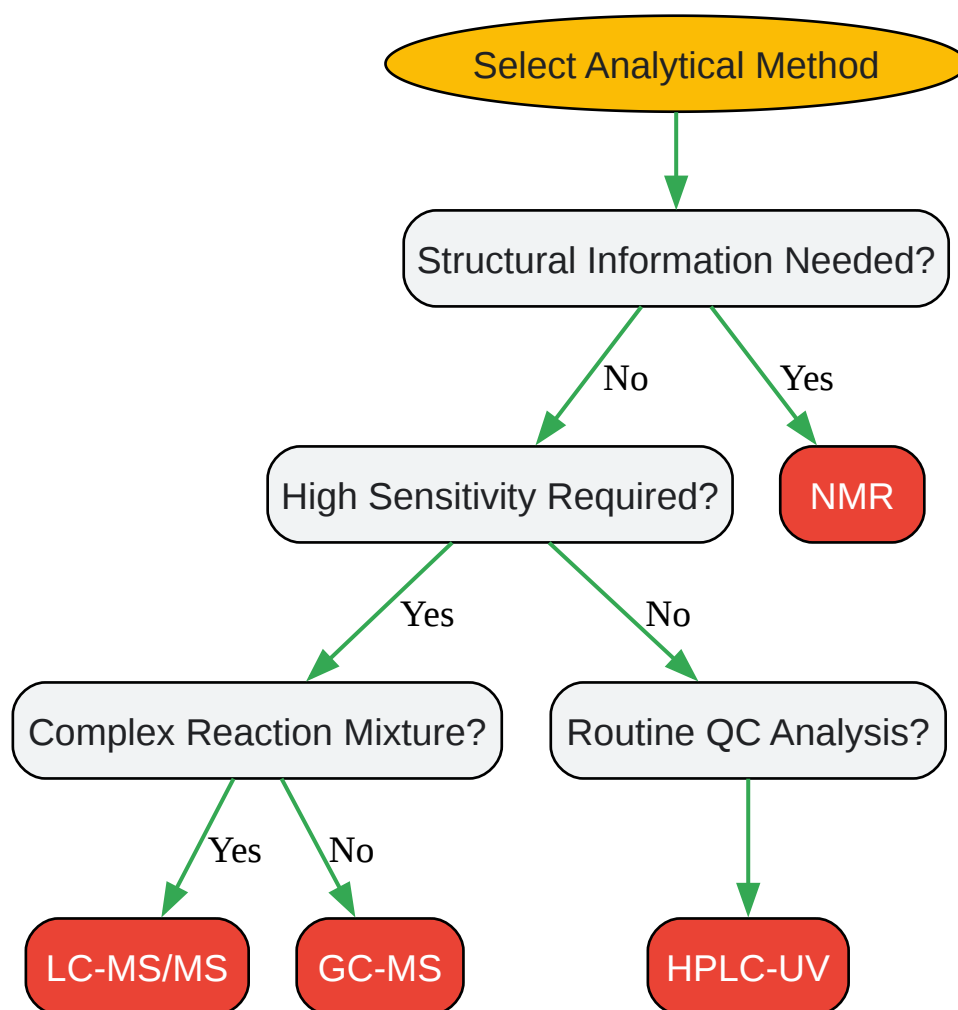 Select Analytical Method
Structural Information Needed?
No
Yes
High Sensitivity Required?
NMR
Yes
No
Complex Reaction Mixture?
Routine QC Analysis?
Yes
No
LC-MS/MS
GC-MS
HPLC-UV